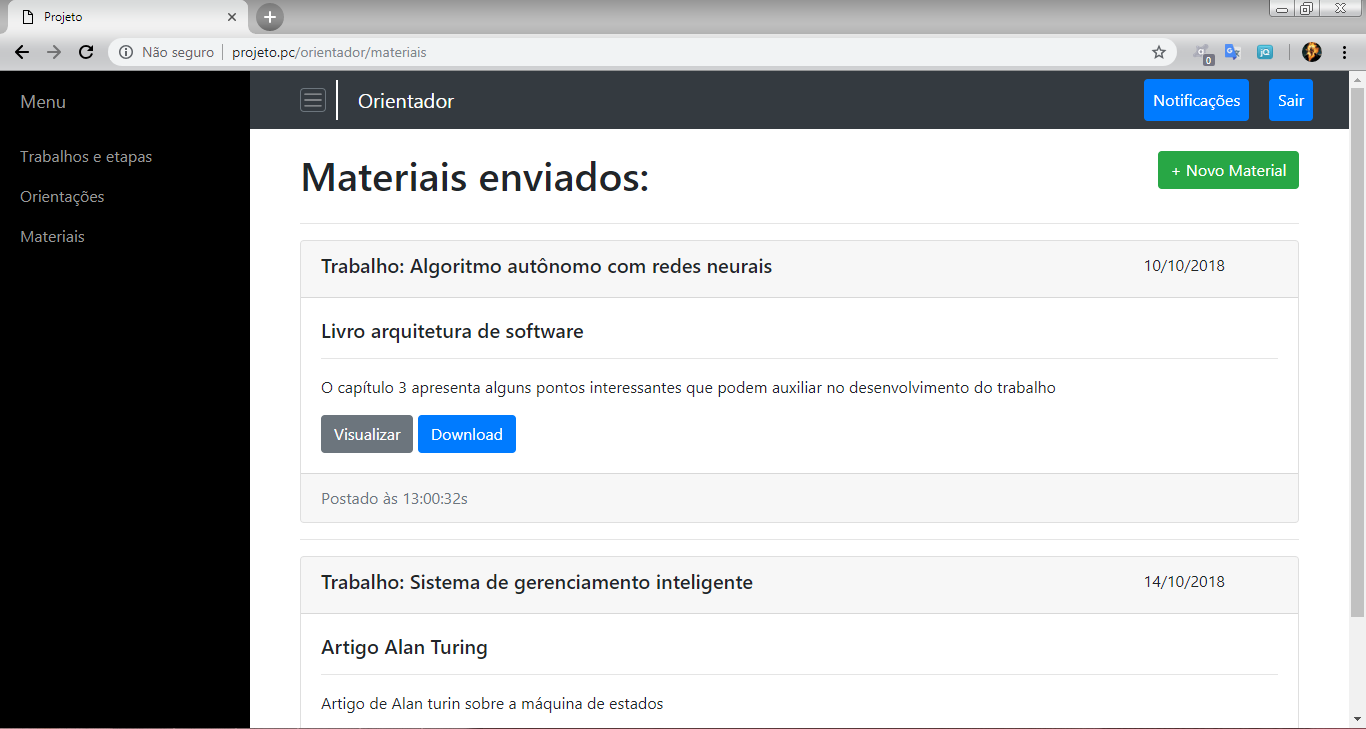 Projeto
Não seguro projeto.pc/orientador/materiais
0
Menu
Orientador
Notificações
Sair
Trabalhos e etapas
Orientações
Materiais
Materiais enviados:
+ Novo Material
Trabalho: Algoritmo autônomo com redes neurais
10/10/2018
Livro arquitetura de software
O capítulo 3 apresenta alguns pontos interessantes que podem auxiliar no desenvolvimento do trabalho
Visualizar
Download
Postado às 13:00:32s
Trabalho: Sistema de gerenciamento inteligente
14/10/2018
Artigo Alan Turing
Artigo de Alan turin sobre a máquina de estados